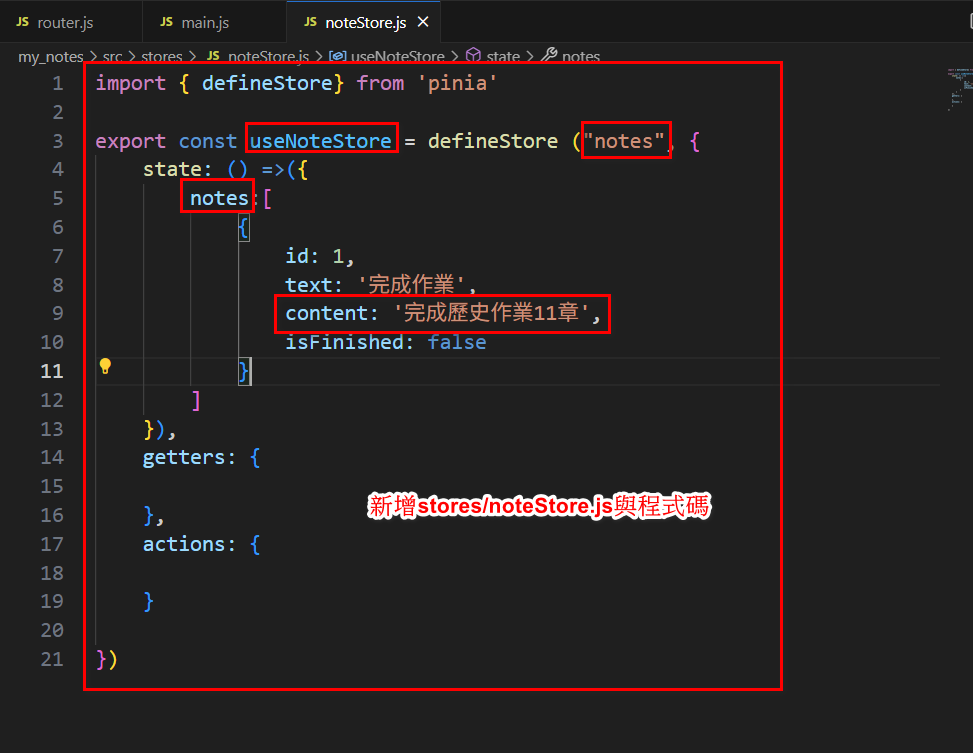 JS router.js JS main.js JS noteStore.js ×
my_notes > src > stores > JS noteStore.js > useNoteStore > state > notes
1 import { defineStore} from 'pinia'
2
3 export const useNoteStore = defineStore ("notes", {
4 state: () =>({
5 notes:[
6 {
7 id: 1,
8 text: '完成作業',
9 content: '完成歷史作業11章',
10 isFinished: false
11 }
12 ]
13 }),
14 getters: {
15
新增stores/noteStore.js與程式碼
16 },
17 actions: {
18
19 }
20
21 })